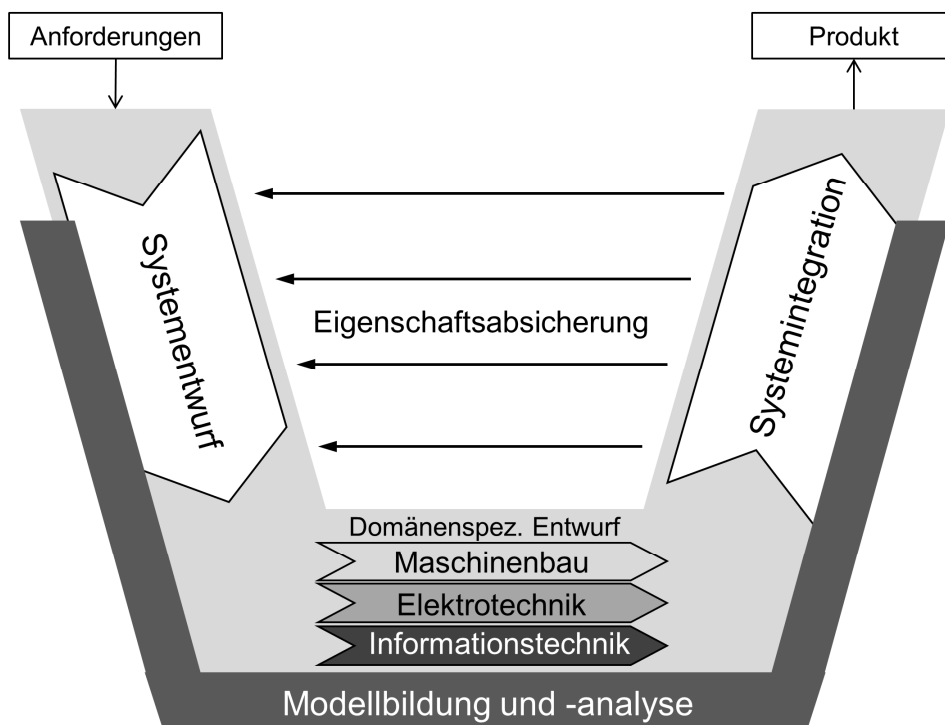 Anforderungen
Produkt
Systementwurf
Eigenschaftsabsicherung
Systemintegration
Domänenspez. Entwurf
Maschinenbau
Elektrotechnik
Informationstechnik
Modellbildung und -analyse